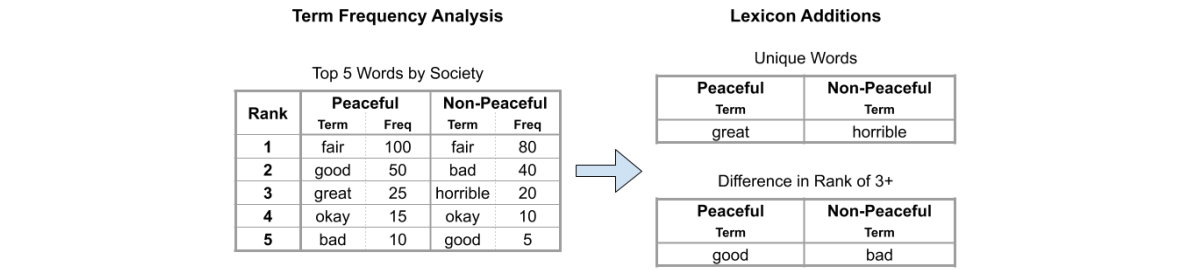 Term Frequency Analysis
Top 5 Words by Society
Rank Peaceful Non-Peaceful
Term Freq Term Freq
1 fair 100 fair 80
2 good 50 bad 40
3 great 25 horrible 20
4 okay 15 okay 10
5 bad 10 good 5
Lexicon Additions
Unique Words
Peaceful Non-Peaceful
Term Term
great horrible
Difference in Rank of 3+
Peaceful Non-Peaceful
Term Term
good bad